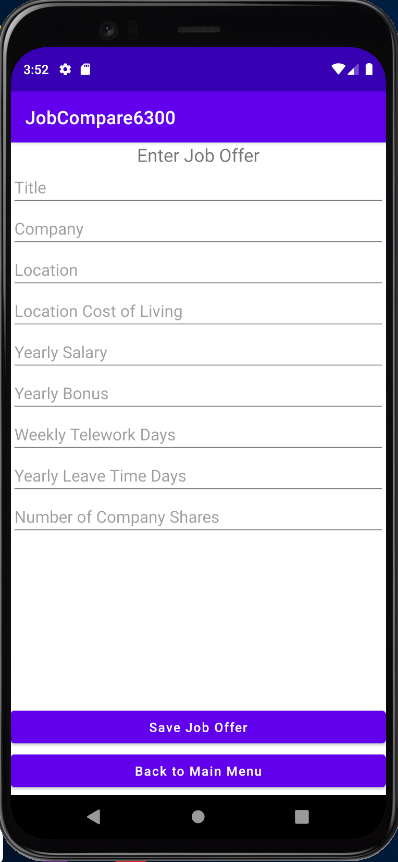 3:52
JobCompare6300
Enter Job Offer
Title
Company
Location
Location Cost of Living
Yearly Salary
Yearly Bonus
Weekly Telework Days
Yearly Leave Time Days
Number of Company Shares
Save Job Offer
Back to Main Menu